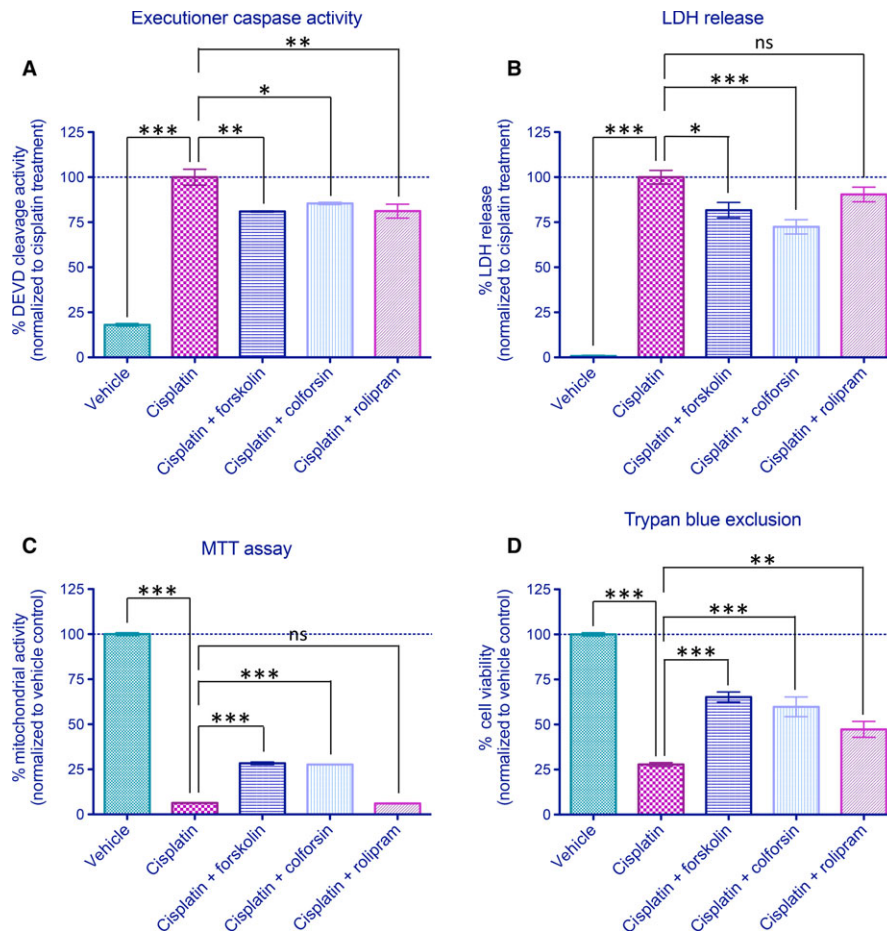 Executioner caspase activity
A
**
*
***
**
% DEVD cleavage activity
(normalized to cisplatin treatment)
125
100
75
50
25
0
Vehicle
Cisplatin
Cisplatin + forskolin
Cisplatin + colforsin
Cisplatin + rolipram
LDH release
B
ns
***
***
*
% LDH release
(normalized to cisplatin treatment)
125
100
75
50
25
0
Vehicle
Cisplatin
Cisplatin + forskolin
Cisplatin + colforsin
Cisplatin + rolipram
C
MTT assay
***
ns
***
***
% mitochondrial activity
(normalized to vehicle control)
125
100
75
50
25
0
Vehicle
Cisplatin
Cisplatin + forskolin
Cisplatin + colforsin
Cisplatin + rolipram
Trypan blue exclusion
D
**
***
***
***
% cell viability
(normalized to vehicle control)
125
100
75
50
25
0
Vehicle
Cisplatin
Cisplatin + forskolin
Cisplatin + colforsin
Cisplatin + rolipram